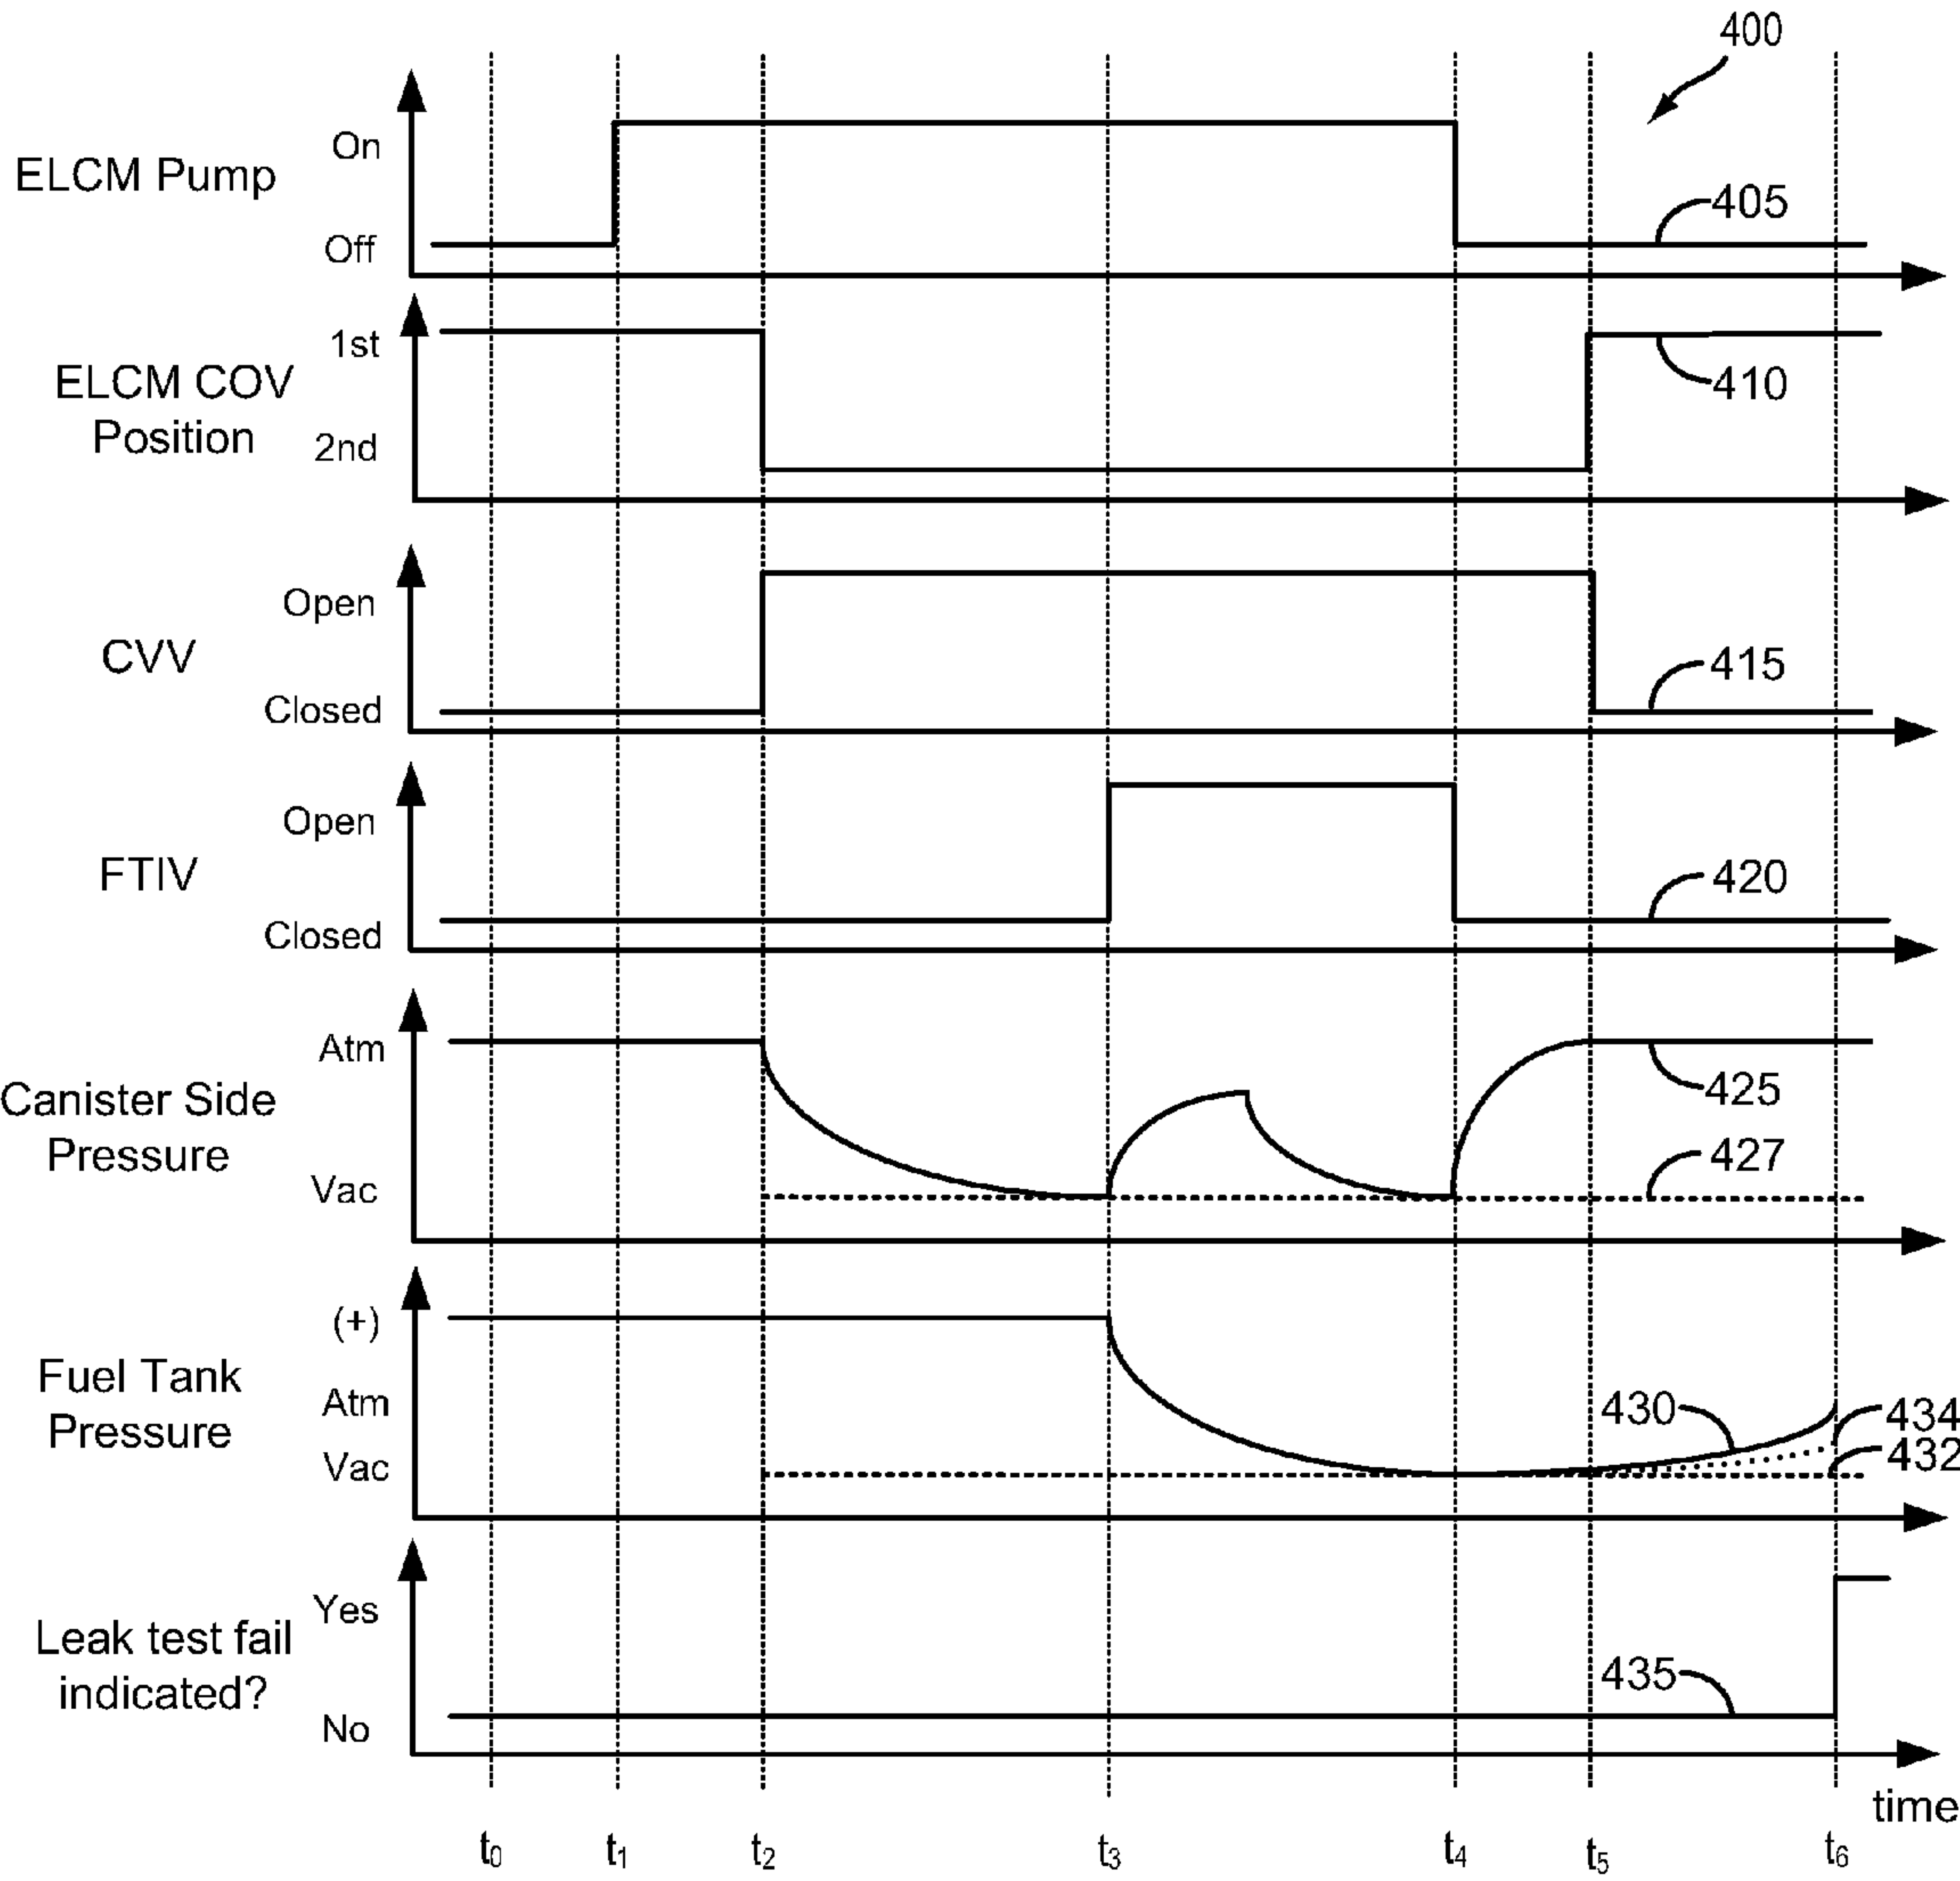 400
ELCM Pump
On
Off
405
ELCM COV
Position
1st
2nd
410
CVV
Open
Closed
415
FTIV
Open
Closed
420
Canister Side
Pressure
Atm
Vac
425
427
Fuel Tank
Pressure
(+)
Atm
Vac
430
434
432
Leak test fail
indicated?
Yes
No
435
time
t0 t1 t2 t3 t4 t5 t6